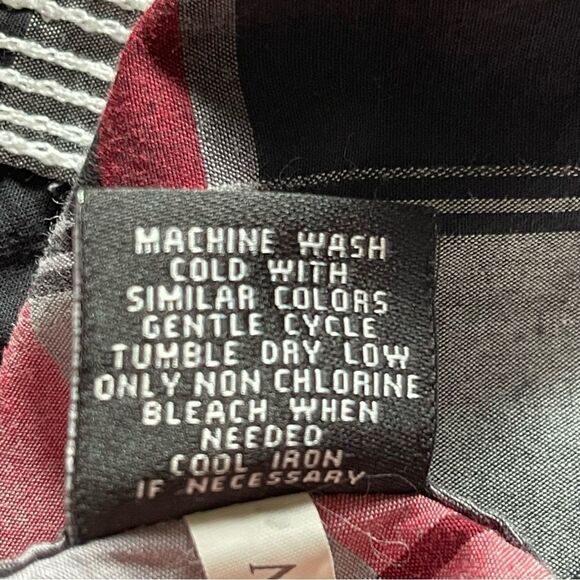 MACHINE WASH
COLD WITH
SIMILAR COLORS
GENTLE CYCLE
TUMBLE DRY LOW
ONLY NON CHLORINE
BLEACH WHEN
NEEDED
COOL IRON
IF NECESSARY
N